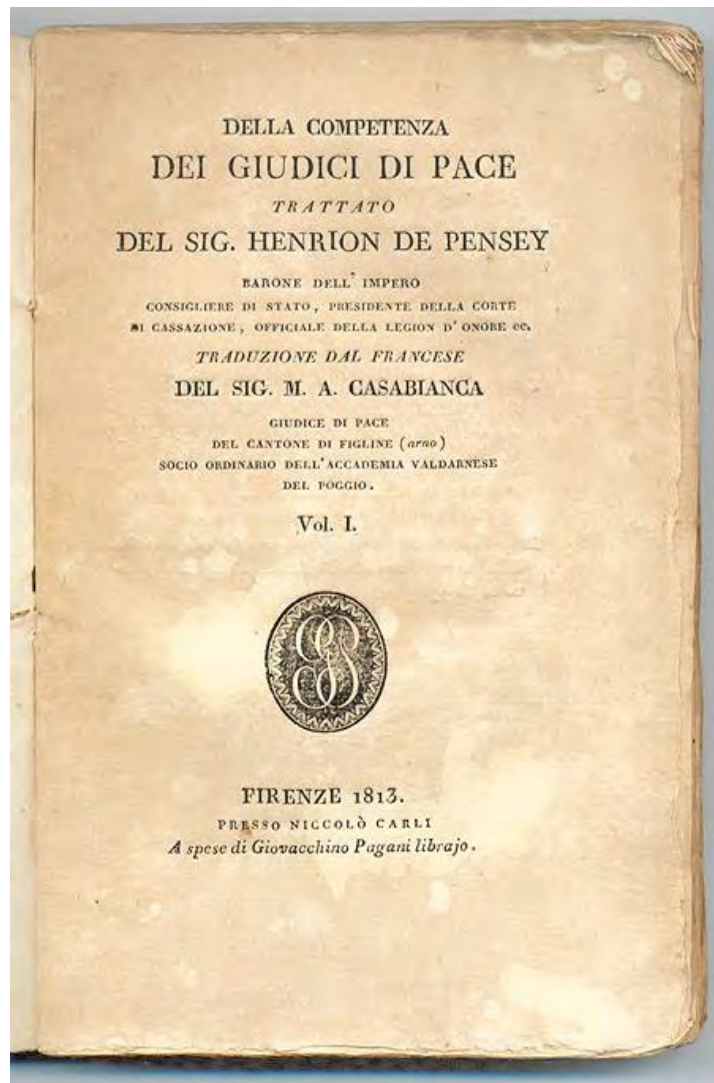 DELLA COMPETENZA
DEI GIUDICI DI PACE
TRATTATO
DEL SIG. HENRION DE PENSEY
BARONE DELL' IMPERO
CONSIGLIERE DI STATO, PRESIDENTE DELLA CORTE
DI CASSAZIONE, OFFICIALE DELLA LEGION D' ONORE ec.
TRADUZIONE DAL FRANCESE
DEL SIG. M. A. CASABIANCA
GIUDICE DI PACE
DEL CANTONE DI FIGLINE (arno)
SOCIO ORDINARIO DELL'ACCADEMIA VALDARNESE
DEL POGGIO.
Vol. I.
FIRENZE 1813.
PRESSO NICCOLÒ CARLI
A spese di Giovacchino Pagani librajo.